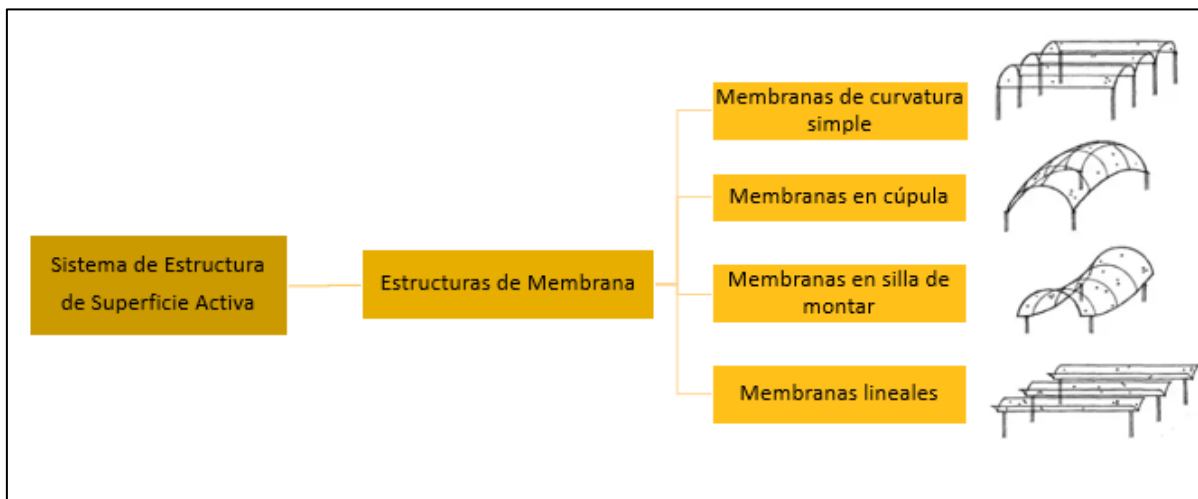 Sistema de Estructura
de Superficie Activa
Estructuras de Membrana
Membranas de curvatura
simple
Membranas en cúpula
Membranas en silla de
montar
Membranas lineales